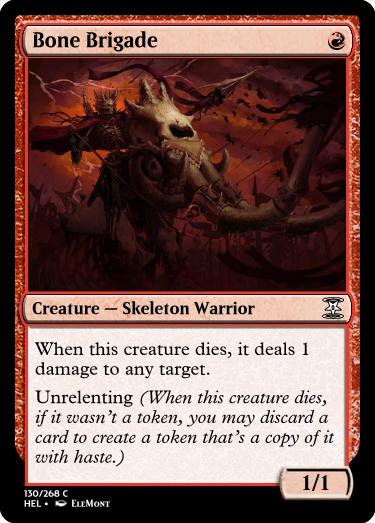 Bone Brigade
Creature — Skeleton Warrior
When this creature dies, it deals 1
damage to any target.
Unrelenting (When this creature dies,
if it wasn't a token, you may discard a
card to create a token that's a copy of it
with haste.)
1/1
130/268 C
HEL • EleMont